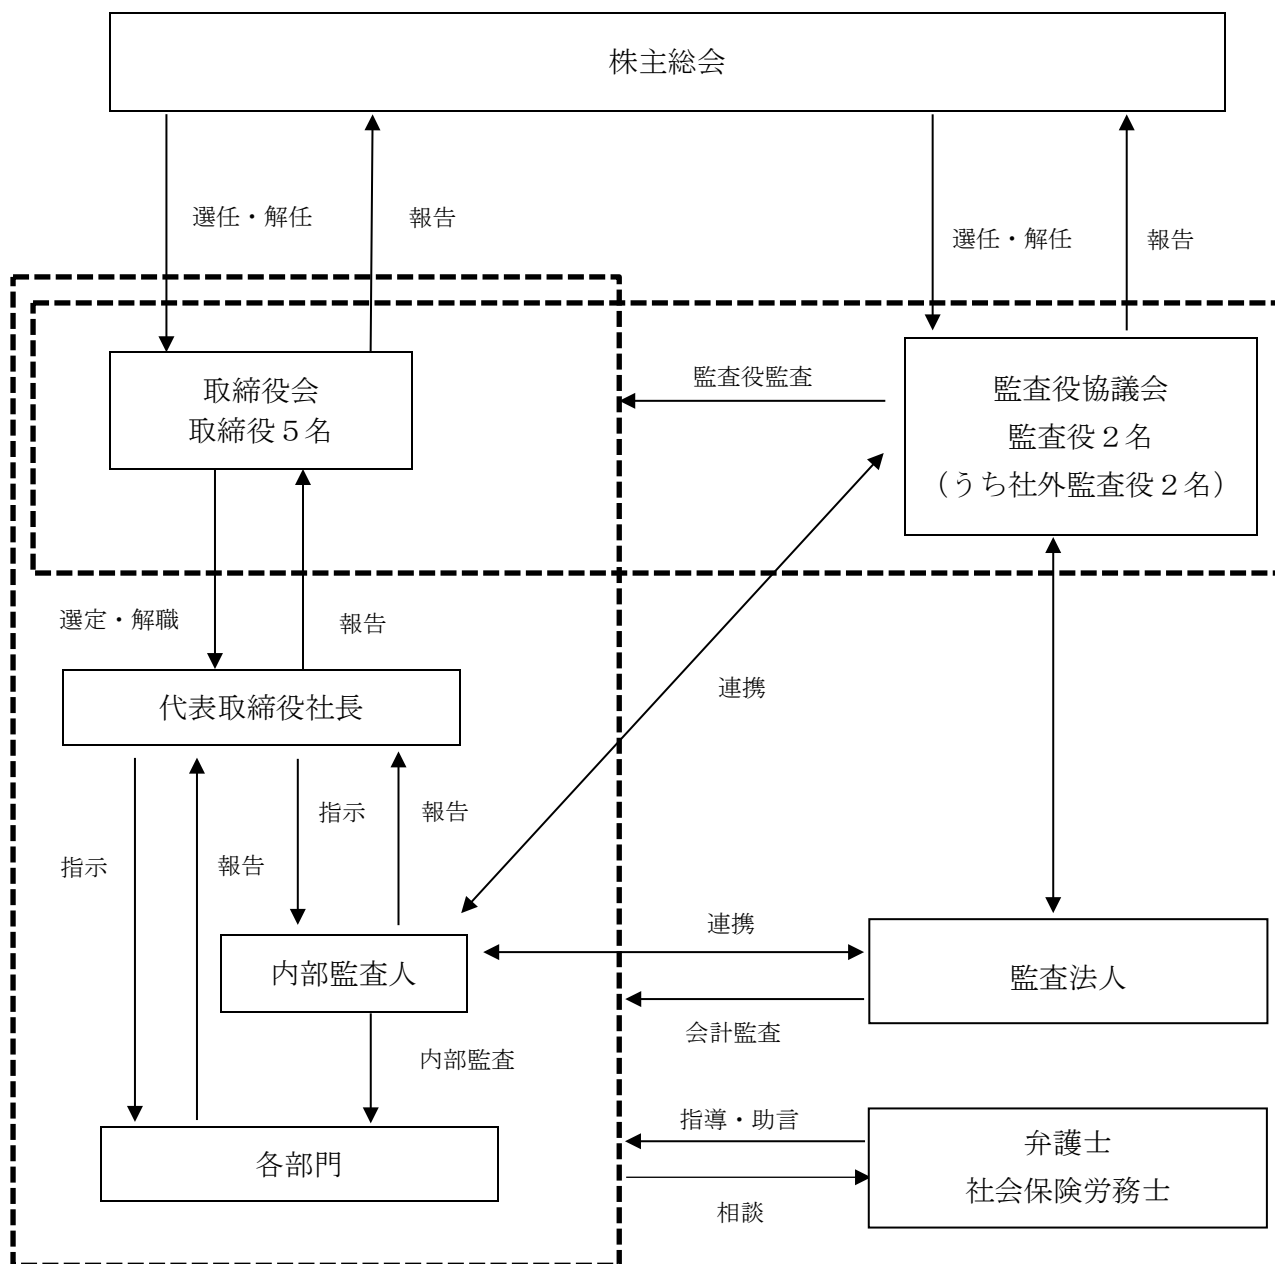 株主総会
選任・解任
報告
選任・解任
報告
取締役会
取締役５名
監査役監査
監査役協議会
監査役２名
（うち社外監査役２名）
選定・解職
報告
代表取締役社長
連携
指示
報告
指示
報告
内部監査人
連携
監査法人
会計監査
内部監査
指導・助言
弁護士
社会保険労務士
各部門
相談